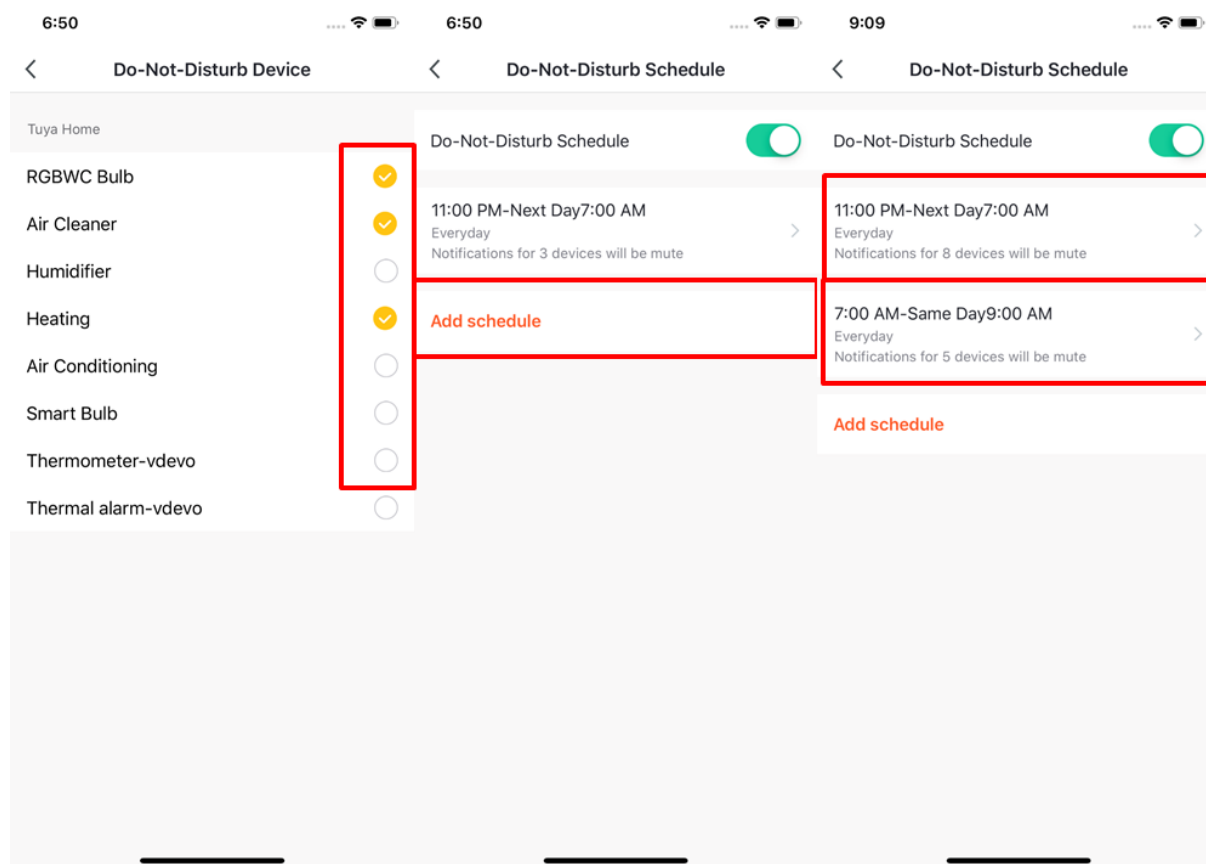 6:50
Do-Not-Disturb Device
Tuya Home
RGBWC Bulb
Air Cleaner
Humidifier
Heating
Air Conditioning
Smart Bulb
Thermometer-vdevo
Thermal alarm-vdevo
6:50
Do-Not-Disturb Schedule
Do-Not-Disturb Schedule
11:00 PM-Next Day7:00 AM
Everyday
Notifications for 3 devices will be mute
Add schedule
9:09
Do-Not-Disturb Schedule
Do-Not-Disturb Schedule
11:00 PM-Next Day7:00 AM
Everyday
Notifications for 8 devices will be mute
7:00 AM-Same Day9:00 AM
Everyday
Notifications for 5 devices will be mute
Add schedule